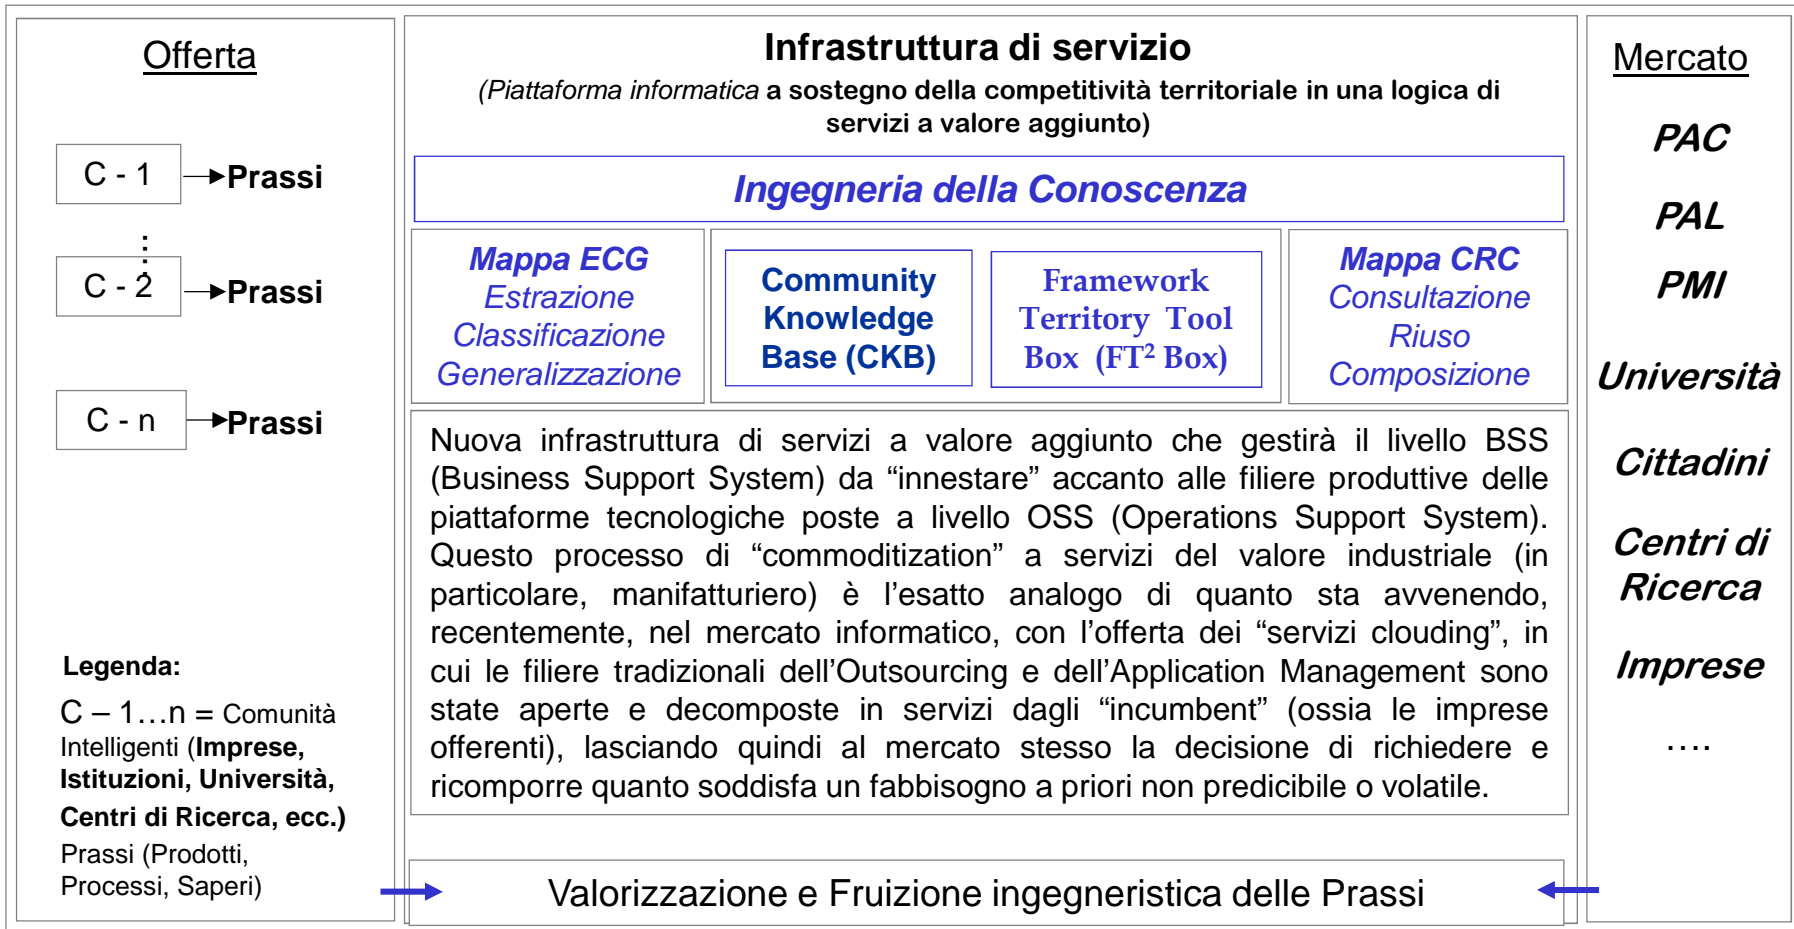 Offerta
C - 1
Prassi
C - 2
Prassi
C - n
Prassi
Legenda:
C – 1…n = Comunità
Intelligenti (Imprese,
Istituzioni, Università,
Centri di Ricerca, ecc.)
Prassi (Prodotti,
Processi, Saperi)
Infrastruttura di servizio
(Piattaforma informatica a sostegno della competitività territoriale in una logica di
servizi a valore aggiunto)
Ingegneria della Conoscenza
Mappa ECG
Estrazione
Classificazione
Generalizzazione
Community
Knowledge
Base (CKB)
Framework
Territory Tool
Box (FT² Box)
Mappa CRC
Consultazione
Riuso
Composizione
Nuova infrastruttura di servizi a valore aggiunto che gestirà il livello BSS
(Business Support System) da “innestare” accanto alle filiere produttive delle
piattaforme tecnologiche poste a livello OSS (Operations Support System).
Questo processo di “commoditization” a servizi del valore industriale (in
particolare, manifatturiero) è l’esatto analogo di quanto sta avvenendo,
recentemente, nel mercato informatico, con l’offerta dei “servizi clouding”, in
cui le filiere tradizionali dell’Outsourcing e dell’Application Management sono
state aperte e decomposte in servizi dagli “incumbent” (ossia le imprese
offerenti), lasciando quindi al mercato stesso la decisione di richiedere e
ricomporre quanto soddisfa un fabbisogno a priori non predicibile o volatile.
Valorizzazione e Fruizione ingegneristica delle Prassi
Mercato
PAC
PAL
PMI
Università
Cittadini
Centri di
Ricerca
Imprese
….